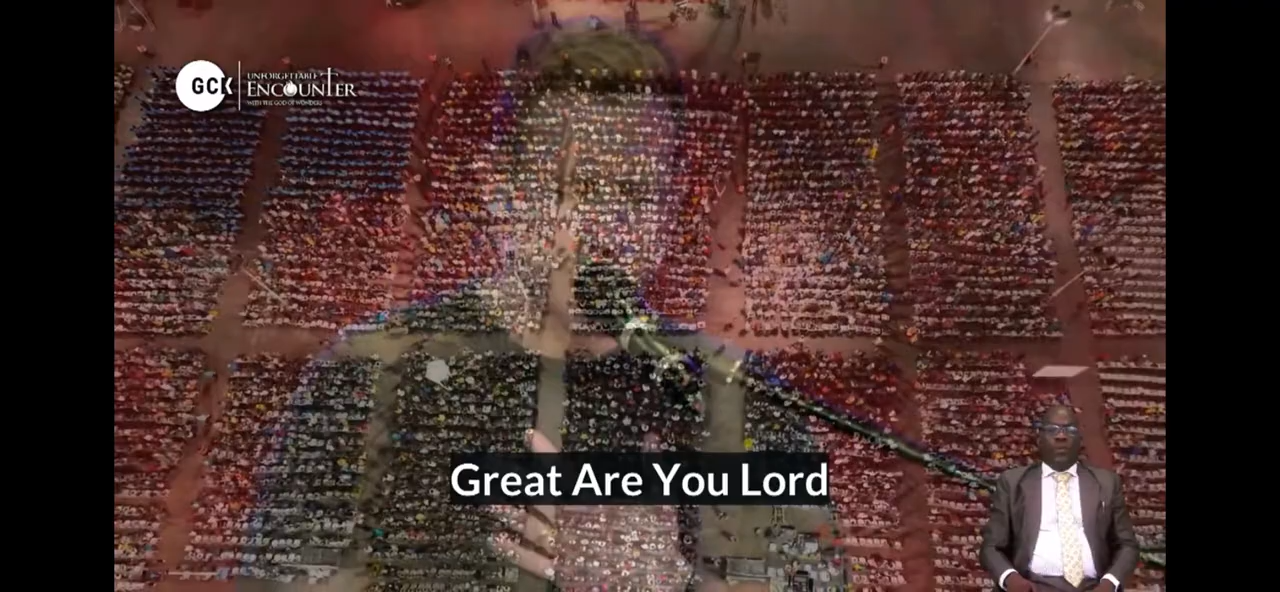 GCK
UNFORGETTABLE
ENCOUNTER
WITH THE GOD OF WONDERS
Great Are You Lord